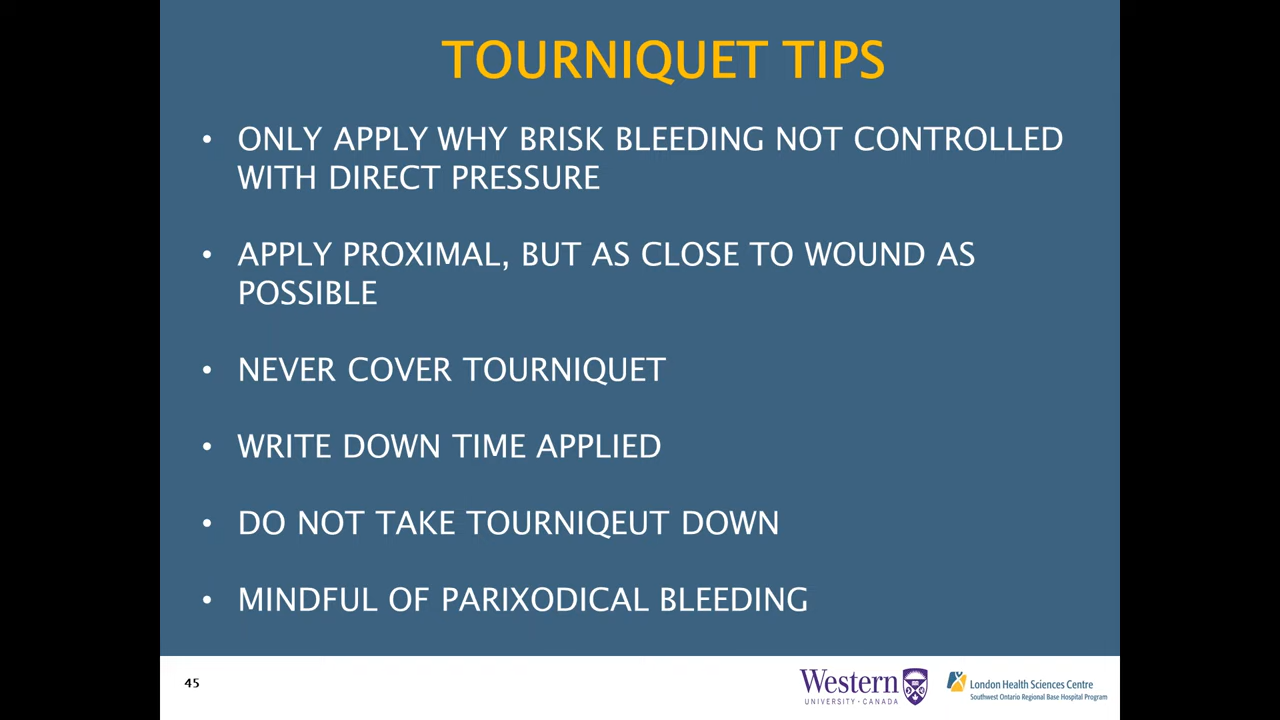 TOURNIQUET TIPS
• ONLY APPLY WHY BRISK BLEEDING NOT CONTROLLED
WITH DIRECT PRESSURE
• APPLY PROXIMAL, BUT AS CLOSE TO WOUND AS
POSSIBLE
• NEVER COVER TOURNIQUET
• WRITE DOWN TIME APPLIED
• DO NOT TAKE TOURNIQEUT DOWN
• MINDFUL OF PARIXODICAL BLEEDING
45
Western
UNIVERSITY · CANADA
London Health Sciences Centre
Southwest Ontario Regional Base Hospital Program